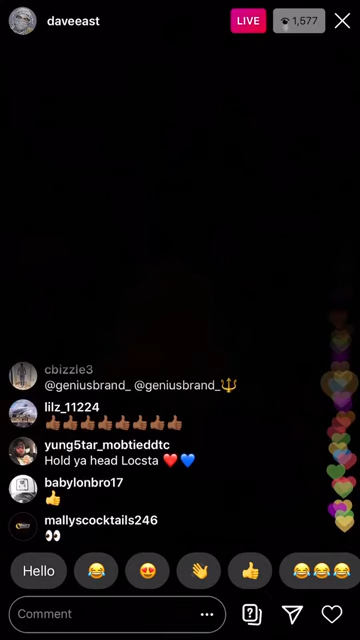 daveeast
LIVE
1,577
cbizzle3
@geniusbrand_ @geniusbrand_🔱
lilz_11224
👍🏾👍🏾👍🏾👍🏾👍🏾👍🏾👍🏾👍🏾
yung5tar_mobtieddtc
Hold ya head Locsta ❤️💙
babylonbro17
👍
mallyscocktails246
👀
Hello 😂 😍 👋 👍 😂😂😂
Comment